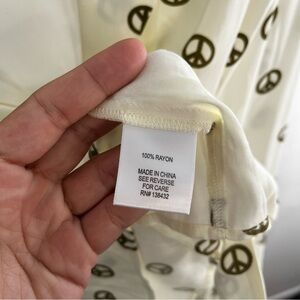 100% RAYON
MADE IN CHINA
SEE REVERSE
FOR CARE
RN# 138432